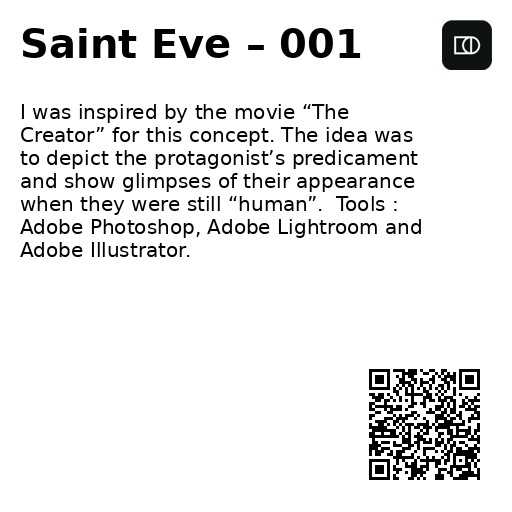 Saint Eve – 001
I was inspired by the movie “The
Creator” for this concept. The idea was
to depict the protagonist’s predicament
and show glimpses of their appearance
when they were still “human”.  Tools :
Adobe Photoshop, Adobe Lightroom and
Adobe Illustrator.